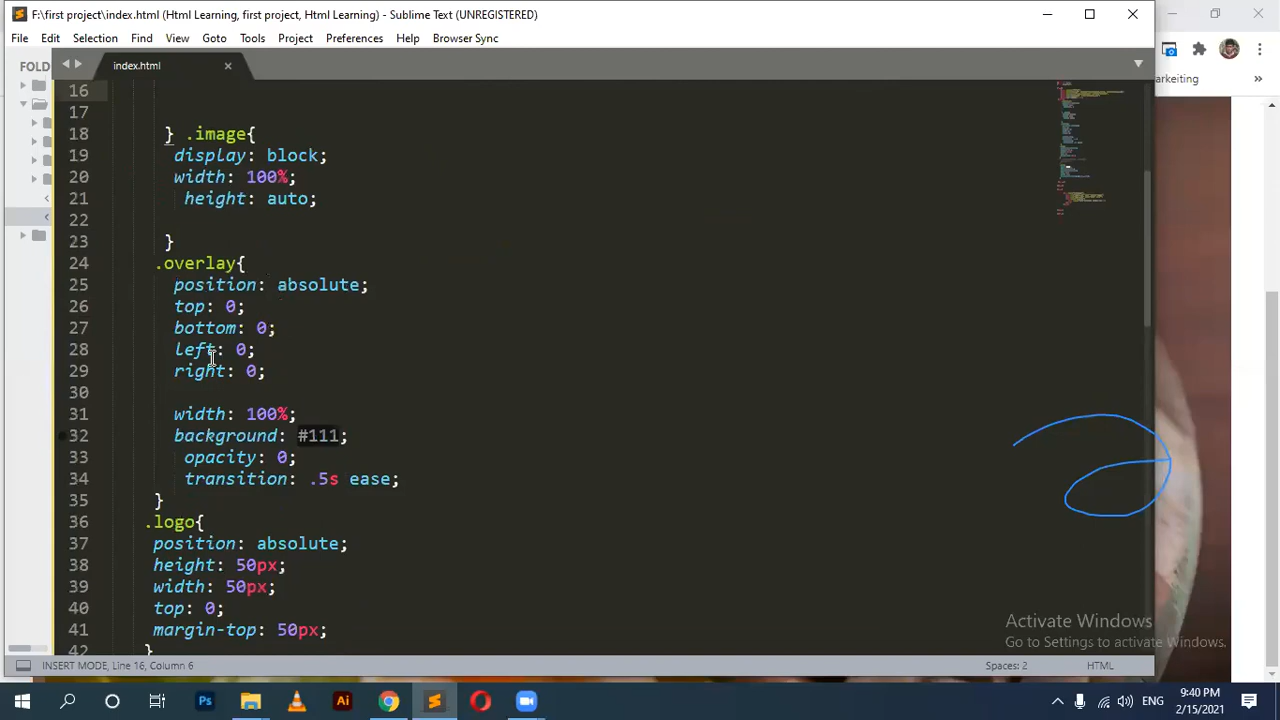 F:\first project\index.html (Html Learning, first project, Html Learning) - Sublime Text (UNREGISTERED)
File Edit Selection Find View Goto Tools Project Preferences Help Browser Sync
FOLD
index.html
arkeiting
16
17
18 } .image{
19 display: block;
20 width: 100%;
21 height: auto;
22
23 }
24 .overlay{
25 position: absolute;
26 top: 0;
27 bottom: 0;
28 left: 0;
29 right: 0;
30
31 width: 100%;
32 background: #111;
33 opacity: 0;
34 transition: .5s ease;
35 }
36 .logo{
37 position: absolute;
38 height: 50px;
39 width: 50px;
40 top: 0;
41 margin-top: 50px;
42 }
Activate Windows
Go to Settings to activate Windows.
INSERT MODE, Line 16, Column 6
Spaces: 2
HTML
Ps
Ai
ENG
9:40 PM
2/15/2021